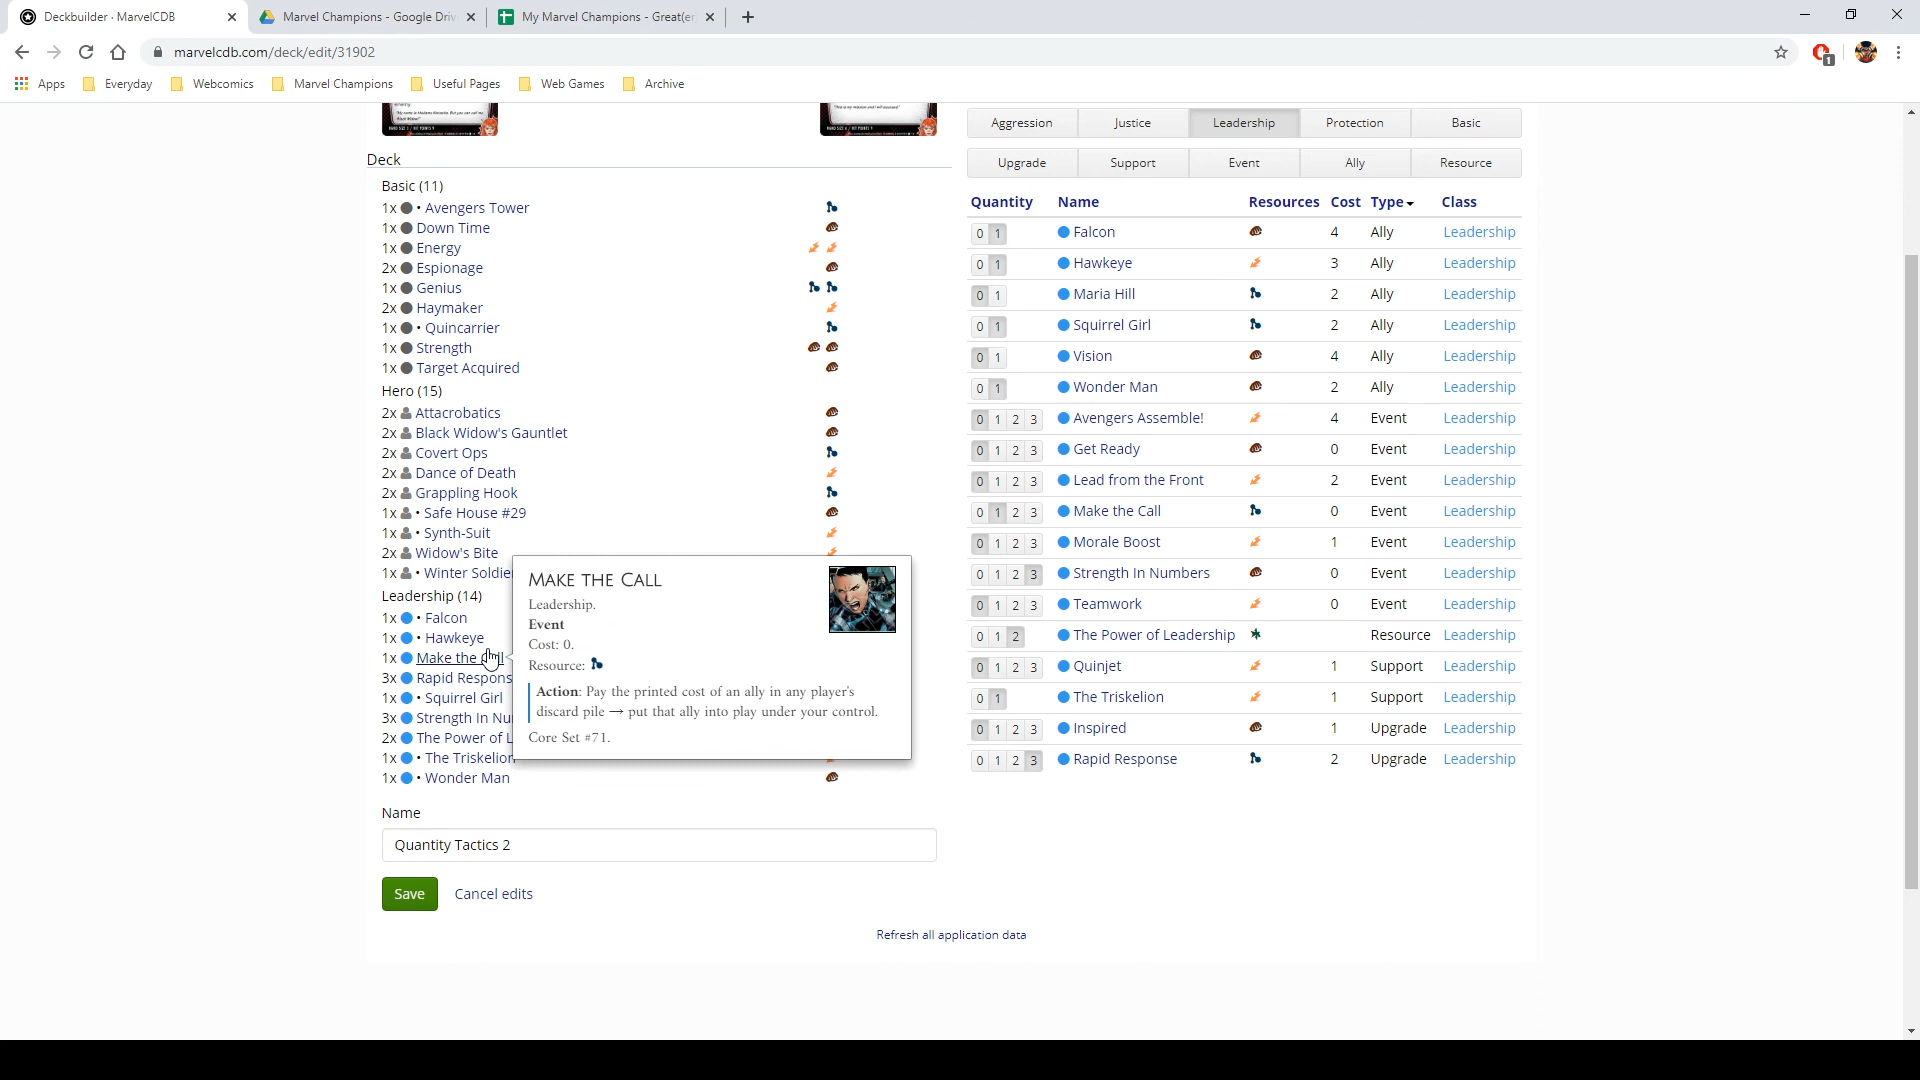 Deckbuilder · MarvelCDB
Marvel Champions - Google Driv
My Marvel Champions - Great(er
marvelcdb.com/deck/edit/31902
1
Apps
Everyday
Webcomics
Marvel Champions
Useful Pages
Web Games
Archive
Aggression
Justice
Leadership
Protection
Basic
Upgrade
Support
Event
Ally
Resource
Deck
Basic (11)
1x • Avengers Tower
1x Down Time
1x Energy
2x Espionage
1x Genius
2x Haymaker
1x • Quincarrier
1x Strength
1x Target Acquired
Hero (15)
2x Attacrobatics
2x Black Widow's Gauntlet
2x Covert Ops
2x Dance of Death
2x Grappling Hook
1x • Safe House #29
1x • Synth-Suit
2x Widow's Bite
1x • Winter Soldie
Leadership (14)
1x • Falcon
1x • Hawkeye
1x Make the
3x Rapid Respons
1x • Squirrel Girl
3x Strength In Nu
2x The Power of L
1x • The Triskelion
1x • Wonder Man
MAKE THE CALL
Leadership.
Event
Cost: 0.
Resource:
Action: Pay the printed cost of an ally in any player's
discard pile → put that ally into play under your control.
Core Set #71.
Name
Quantity Tactics 2
Save
Cancel edits
Refresh all application data
Quantity Name Resources Cost Type Class
0 1 Falcon 4 Ally Leadership
0 1 Hawkeye 3 Ally Leadership
0 1 Maria Hill 2 Ally Leadership
0 1 Squirrel Girl 2 Ally Leadership
0 1 Vision 4 Ally Leadership
0 1 Wonder Man 2 Ally Leadership
0 1 2 3 Avengers Assemble! 4 Event Leadership
0 1 2 3 Get Ready 0 Event Leadership
0 1 2 3 Lead from the Front 2 Event Leadership
0 1 2 3 Make the Call 0 Event Leadership
0 1 2 3 Morale Boost 1 Event Leadership
0 1 2 3 Strength In Numbers 0 Event Leadership
0 1 2 3 Teamwork 0 Event Leadership
0 1 2 The Power of Leadership Resource Leadership
0 1 2 3 Quinjet 1 Support Leadership
0 1 The Triskelion 1 Support Leadership
0 1 2 3 Inspired 1 Upgrade Leadership
0 1 2 3 Rapid Response 2 Upgrade Leadership